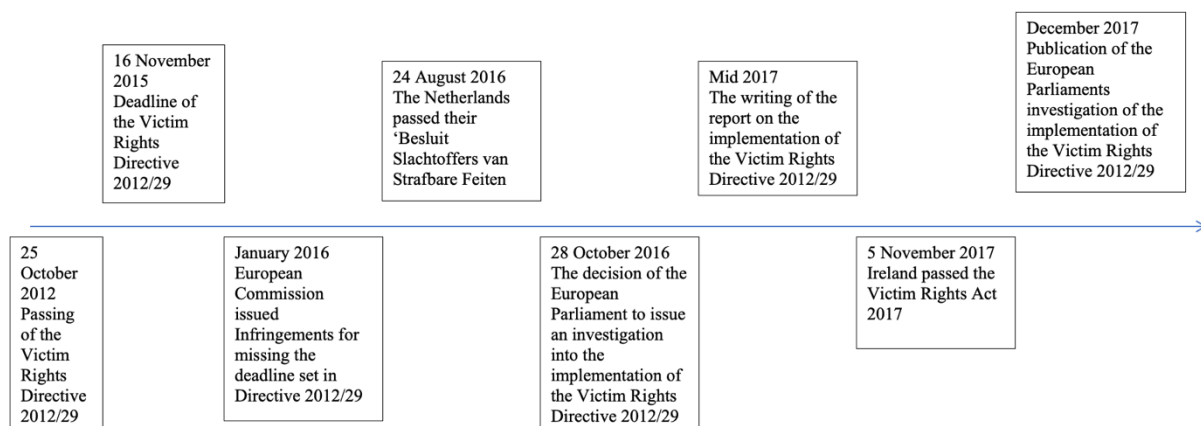 25
October
2012
Passing
of the
Victim
Rights
Directive
2012/29
16 November
2015
Deadline of
the Victim
Rights
Directive
2012/29
January 2016
European
Commission
issued
Infringements for
missing the
deadline set in
Directive 2012/29
24 August 2016
The Netherlands
passed their
‘Besluit
Slachtoffers van
Strafbare Feiten
28 October 2016
The decision of the
European
Parliament to issue
an investigation
into the
implementation of
the Victim Rights
Directive 2012/29
Mid 2017
The writing of the
report on the
implementation of
the Victim Rights
Directive 2012/29
5 November 2017
Ireland passed the
Victim Rights Act
2017
December 2017
Publication of the
European
Parliaments
investigation of the
implementation of
the Victim Rights
Directive 2012/29